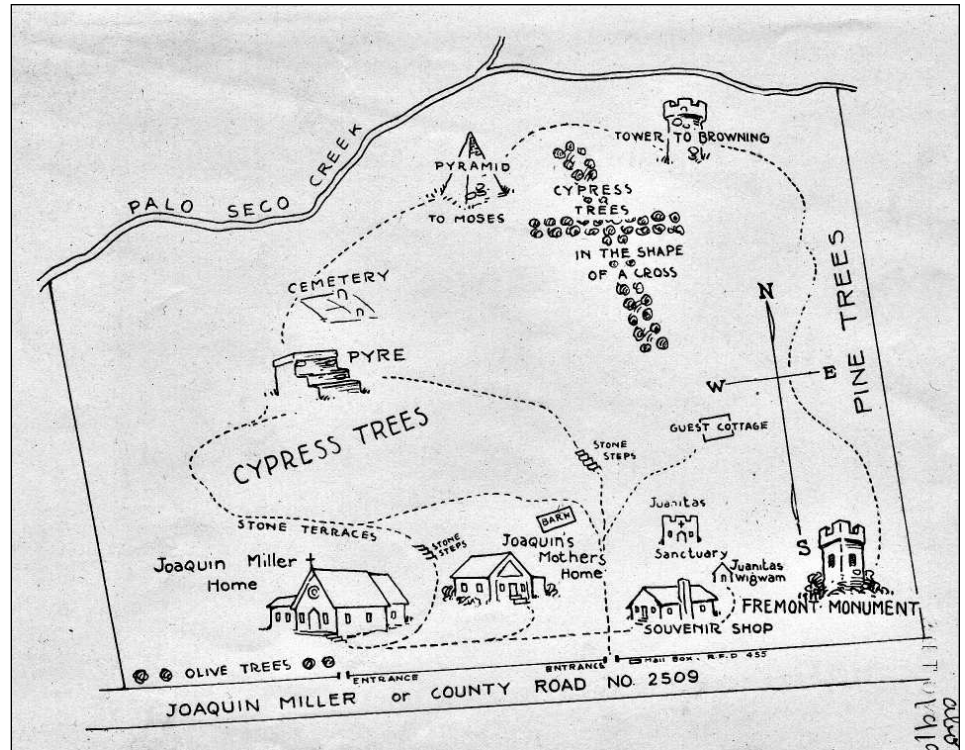 PALO SECO CREEK
TOWER TO BROWNING
PYRAMID
TO MOSES
CYPRESS
TREES
IN THE SHAPE
OF A CROSS
CEMETERY
PYRE
N
W E
S
PINE TREES
CYPRESS TREES
GUEST COTTAGE
STONE
STEPS
STONE TERRACES
STONE
STEPS
BARN
Joaquin's
Mothers
Home
Juanitas
Sanctuary
Juanitas
Wigwam
Joaquin Miller
Home
SOUVENIR SHOP
FREMONT MONUMENT
OLIVE TREES
ENTRANCE
ENTRANCE
Mail Box, R.F.D 455
JOAQUIN MILLER or COUNTY ROAD NO. 2509